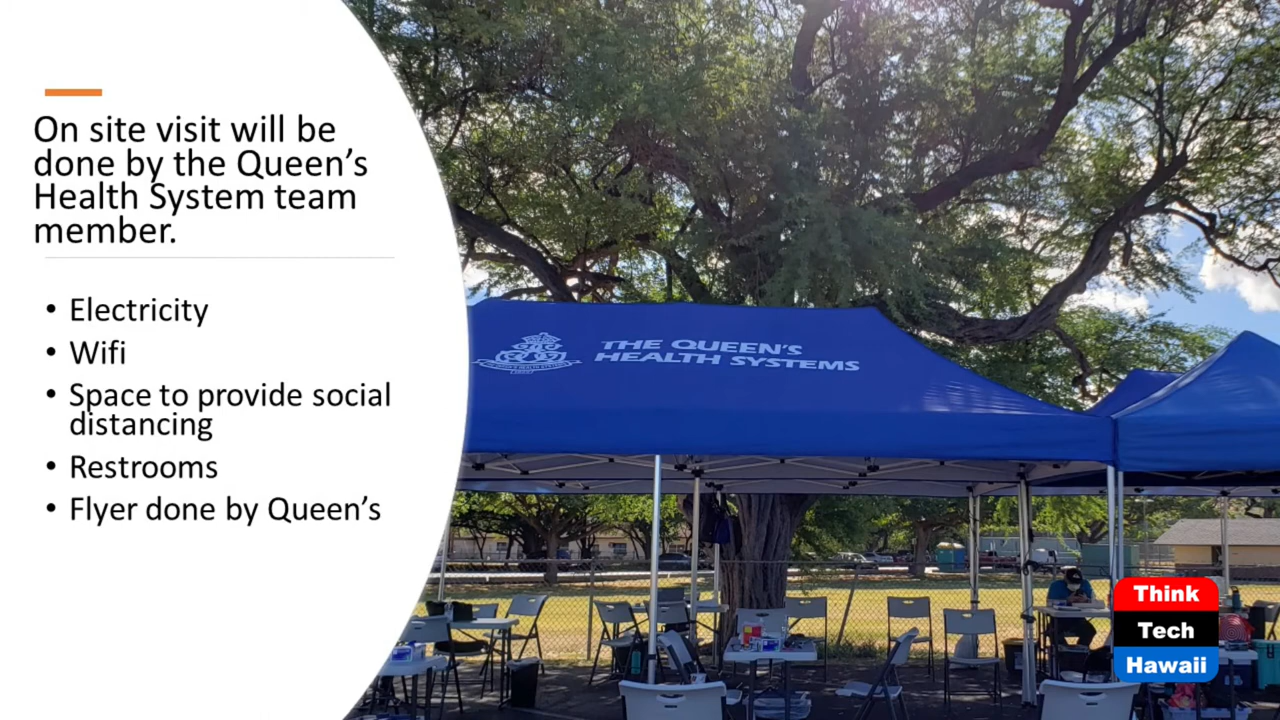 On site visit will be
done by the Queen's
Health System team
member.
• Electricity
• Wifi
• Space to provide social
distancing
• Restrooms
• Flyer done by Queen's
THE QUEEN'S
HEALTH SYSTEMS
Think
Tech
Hawaii